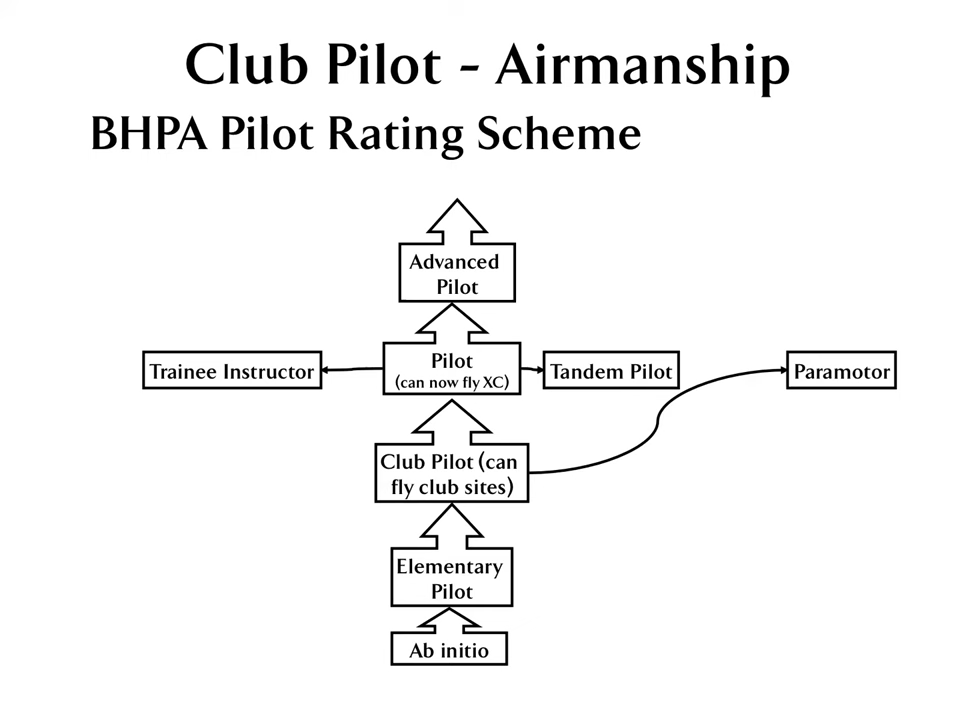 Club Pilot - Airmanship
BHPA Pilot Rating Scheme
Advanced
Pilot
Trainee Instructor
Pilot
(can now fly XC)
Tandem Pilot
Paramotor
Club Pilot (can
fly club sites)
Elementary
Pilot
Ab initio